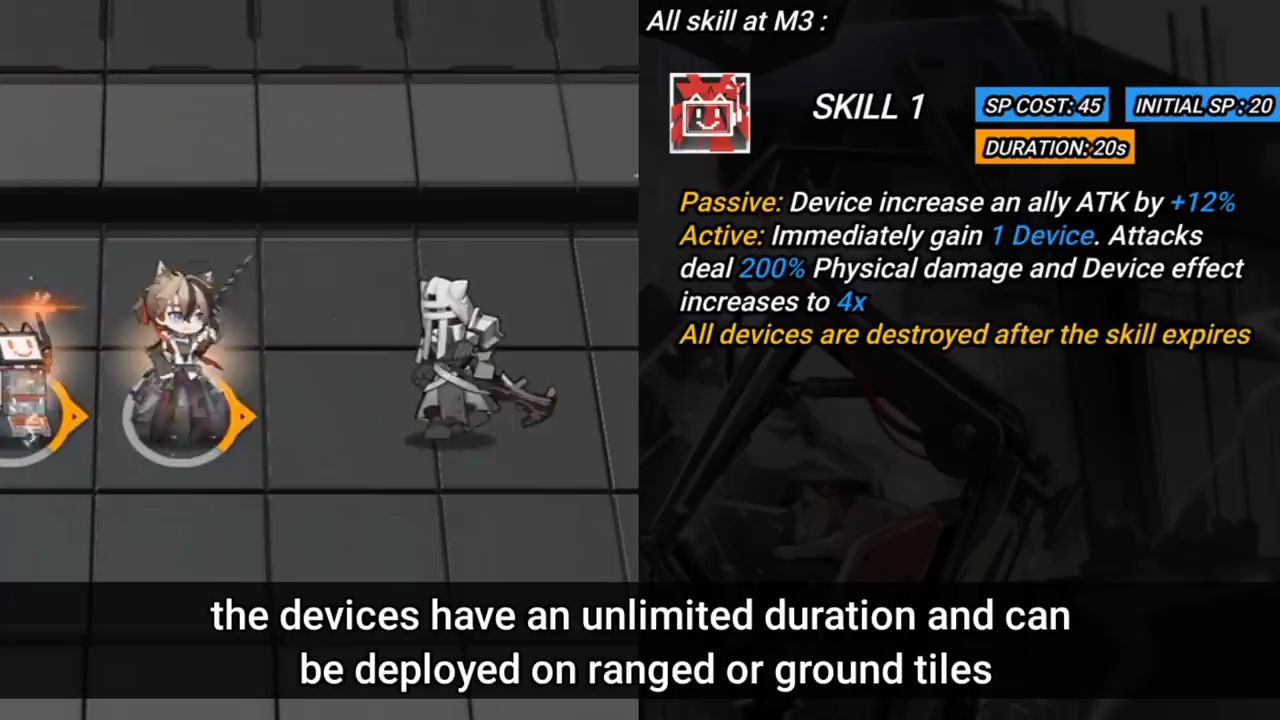 All skill at M3 :
SKILL 1
SP COST: 45
INITIAL SP : 20
DURATION: 20s
Passive: Device increase an ally ATK by +12%
Active: Immediately gain 1 Device. Attacks
deal 200% Physical damage and Device effect
increases to 4x
All devices are destroyed after the skill expires
the devices have an unlimited duration and can
be deployed on ranged or ground tiles